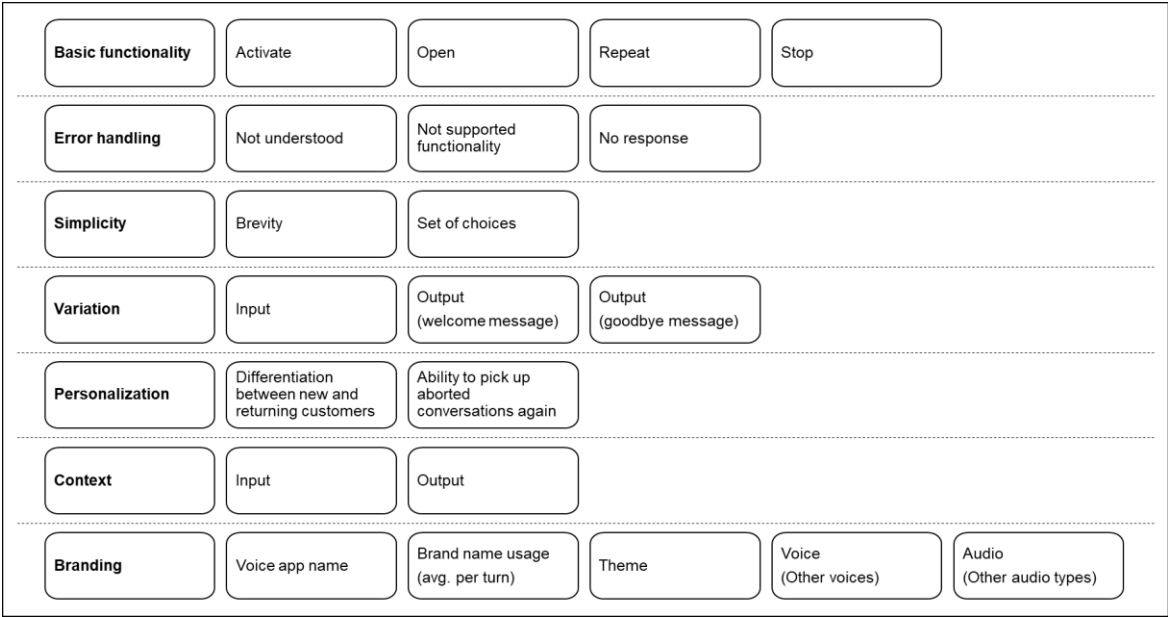 Basic functionality
Activate
Open
Repeat
Stop
Error handling
Not understood
Not supported
functionality
No response
Simplicity
Brevity
Set of choices
Variation
Input
Output
(welcome message)
Output
(goodbye message)
Personalization
Differentiation
between new and
returning customers
Ability to pick up
aborted
conversations again
Context
Input
Output
Branding
Voice app name
Brand name usage
(avg. per turn)
Theme
Voice
(Other voices)
Audio
(Other audio types)